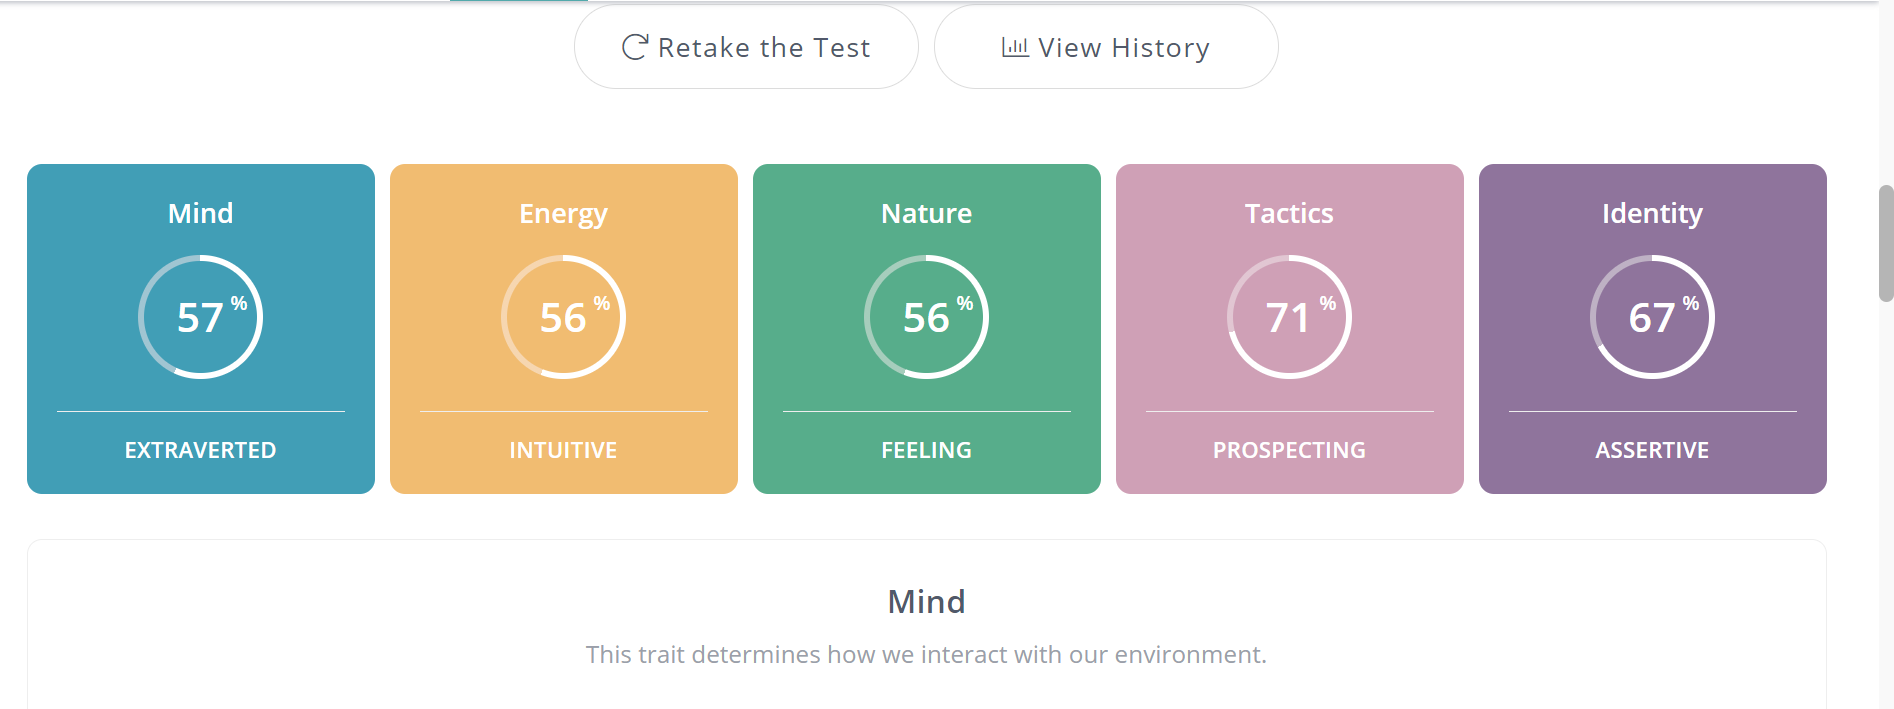 Retake the Test
View History
Mind
57 %
EXTRAVERTED
Energy
56 %
INTUITIVE
Nature
56 %
FEELING
Tactics
71 %
PROSPECTING
Identity
67 %
ASSERTIVE
Mind
This trait determines how we interact with our environment.